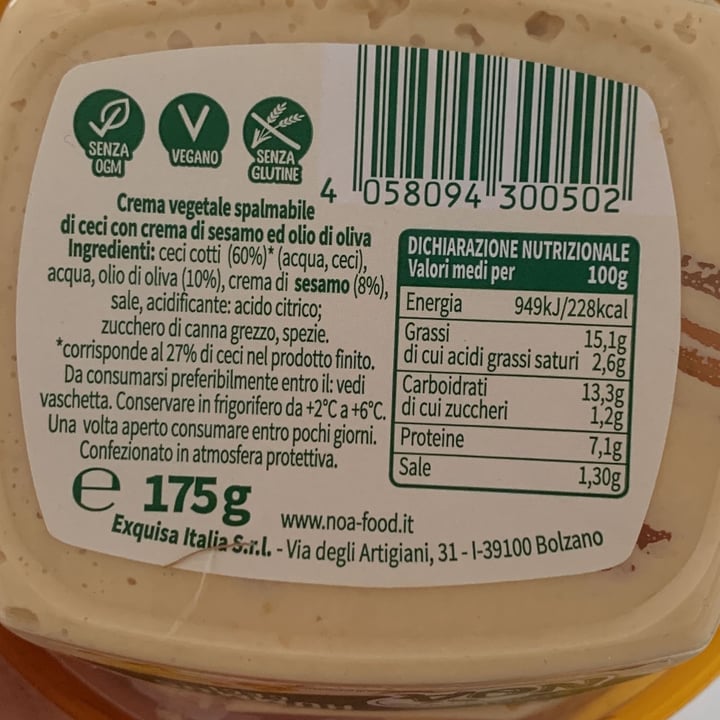 SENZA
OGM
VEGANO
SENZA
GLUTINE
4 058094 300502
Crema vegetale spalmabile
di ceci con crema di sesamo ed olio di oliva
Ingredienti: ceci cotti (60%)* (acqua, ceci),
acqua, olio di oliva (10%), crema di sesamo (8%),
sale, acidificante: acido citrico;
zucchero di canna grezzo, spezie.
*corrisponde al 27% di ceci nel prodotto finito.
Da consumarsi preferibilmente entro il: vedi
vaschetta. Conservare in frigorifero da +2°C a +6°C.
Una volta aperto consumare entro pochi giorni.
Confezionato in atmosfera protettiva.
DICHIARAZIONE NUTRIZIONALE
Valori medi per 100g
Energia 949kJ/228kcal
Grassi 15,1g
di cui acidi grassi saturi 2,6g
Carboidrati 13,3g
di cui zuccheri 1,2g
Proteine 7,1g
Sale 1,30g
e 175g
www.noa-food.it
Exquisa Italia S.r.l. - Via degli Artigiani, 31 - I-39100 Bolzano